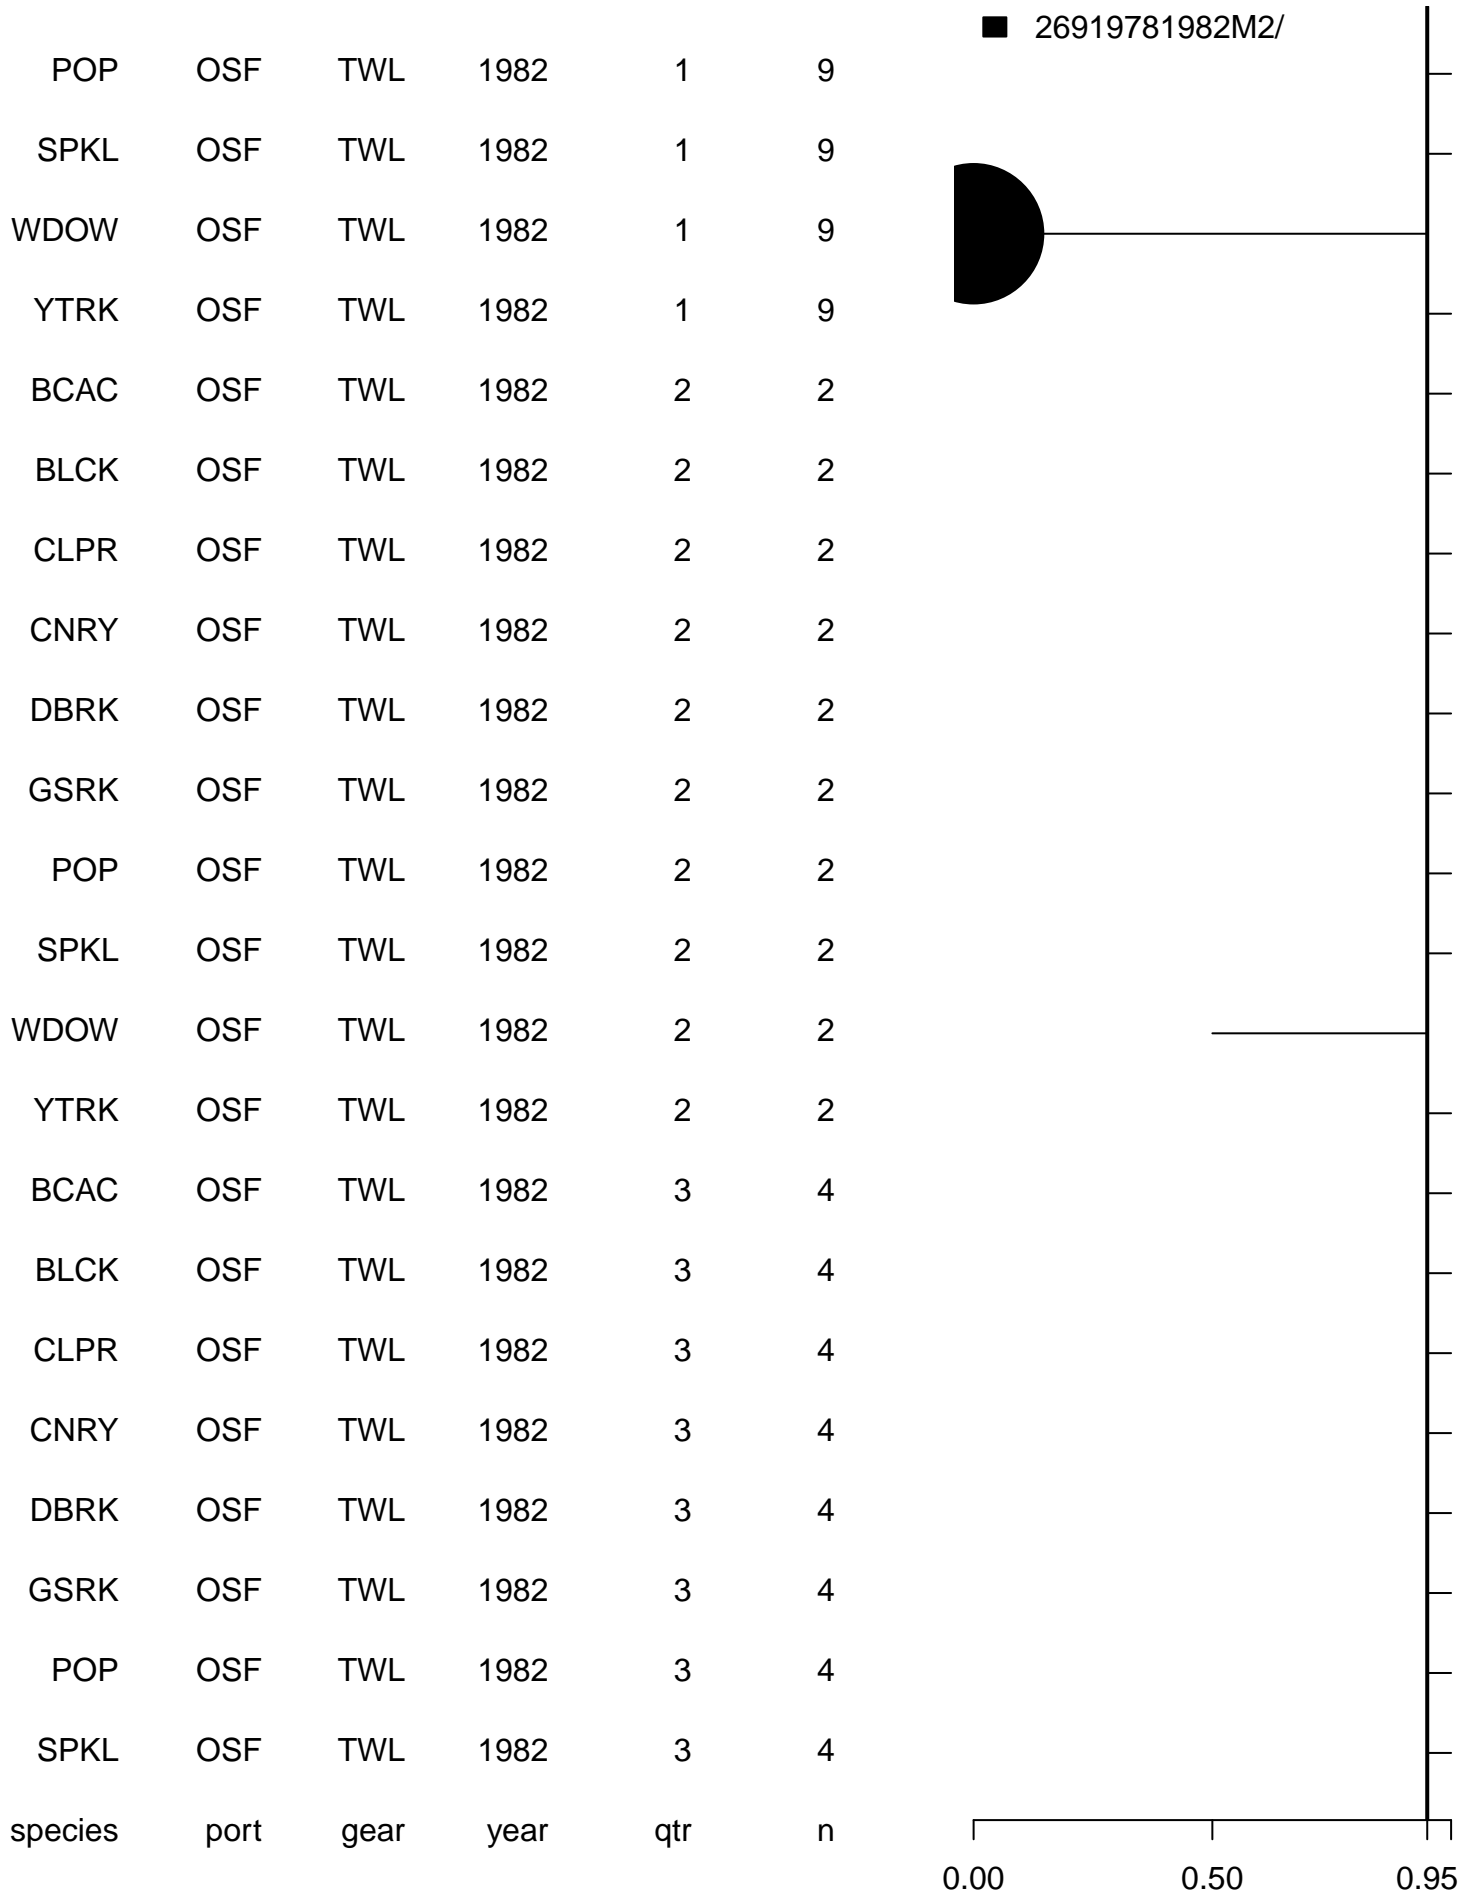 26919781982M2/
POP OSF TWL 1982 1 9
SPKL OSF TWL 1982 1 9
WDOW OSF TWL 1982 1 9
YTRK OSF TWL 1982 1 9
BCAC OSF TWL 1982 2 2
BLCK OSF TWL 1982 2 2
CLPR OSF TWL 1982 2 2
CNRY OSF TWL 1982 2 2
DBRK OSF TWL 1982 2 2
GSRK OSF TWL 1982 2 2
POP OSF TWL 1982 2 2
SPKL OSF TWL 1982 2 2
WDOW OSF TWL 1982 2 2
YTRK OSF TWL 1982 2 2
BCAC OSF TWL 1982 3 4
BLCK OSF TWL 1982 3 4
CLPR OSF TWL 1982 3 4
CNRY OSF TWL 1982 3 4
DBRK OSF TWL 1982 3 4
GSRK OSF TWL 1982 3 4
POP OSF TWL 1982 3 4
SPKL OSF TWL 1982 3 4
species port gear year qtr n
0.00 0.50 0.95